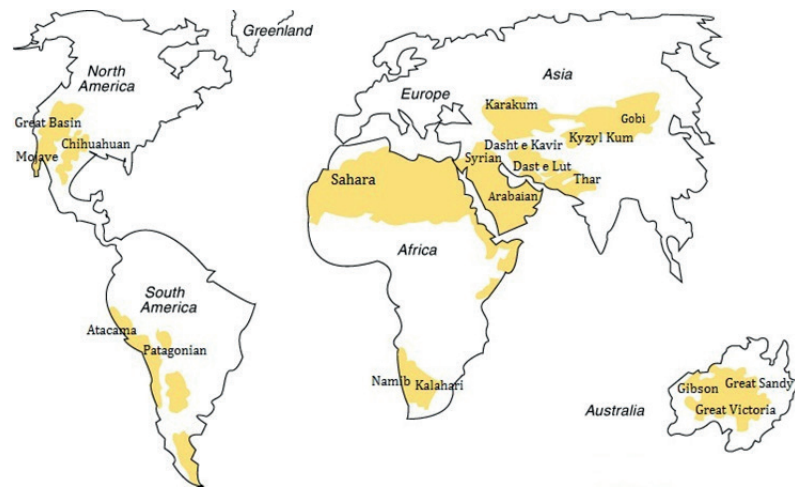 Greenland
North
America
Great Basin
Chihuahuan
Mojave
Europe
Asia
Karakum
Gobi
Kyzyl Kum
Dasht e Kavir
Syrian
Dast e Lut
Thar
Sahara
Arabaian
Africa
South
America
Atacama
Patagonian
Namib
Kalahari
Australia
Gibson
Great Sandy
Great Victoria